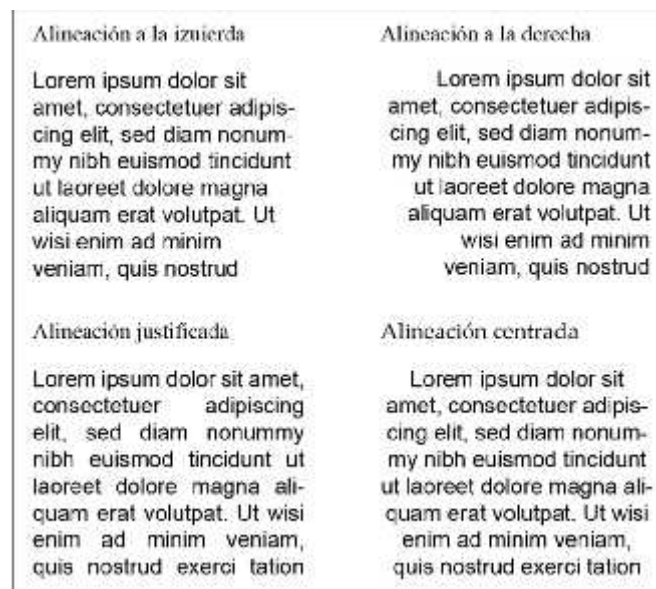 Alineación a la izuierda
Lorem ipsum dolor sit
amet, consectetuer adipis-
cing elit, sed diam nonum-
my nibh euismod tincidunt
ut laoreet dolore magna
aliquam erat volutpat. Ut
wisi enim ad minim
veniam, quis nostrud
Alineación a la derecha
Lorem ipsum dolor sit
amet, consectetuer adipis-
cing elit, sed diam nonum-
my nibh euismod tincidunt
ut laoreet dolore magna
aliquam erat volutpat. Ut
wisi enim ad minim
veniam, quis nostrud
Alineación justificada
Lorem ipsum dolor sit amet,
consectetuer adipiscing
elit, sed diam nonummy
nibh euismod tincidunt ut
laoreet dolore magna ali-
quam erat volutpat. Ut wisi
enim ad minim veniam,
quis nostrud exerci tation
Alineación centrada
Lorem ipsum dolor sit
amet, consectetuer adipis-
cing elit, sed diam nonum-
my nibh euismod tincidunt
ut laoreet dolore magna ali-
quam erat volutpat. Ut wisi
enim ad minim veniam,
quis nostrud exerci tation